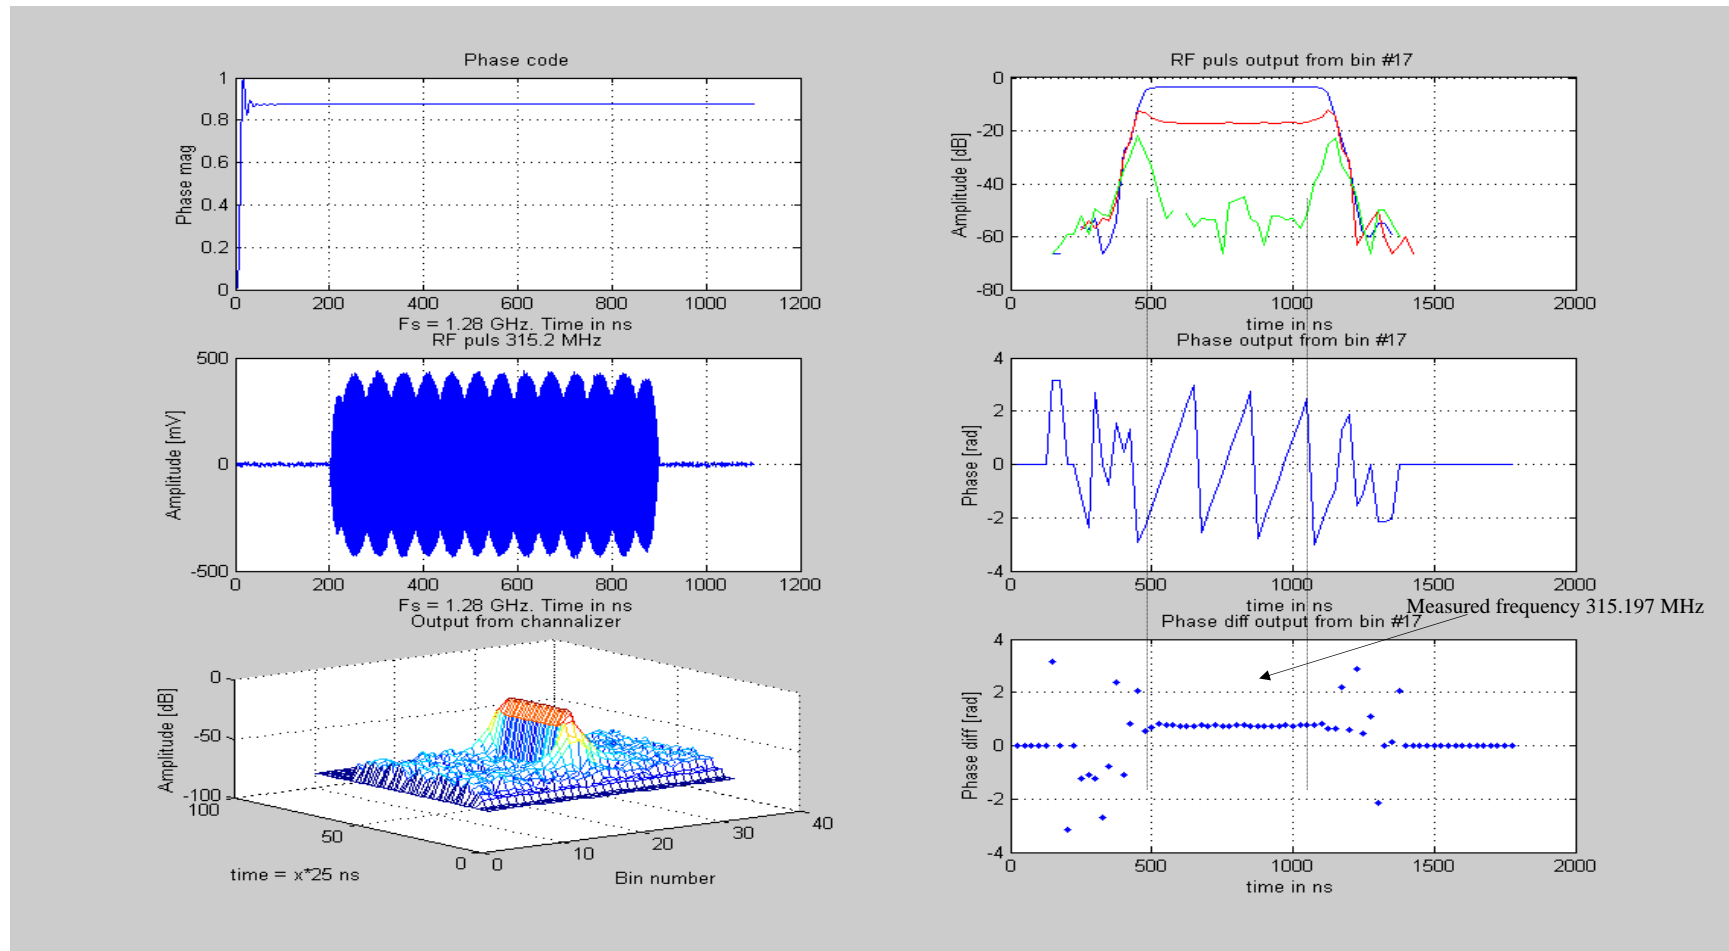 Phase code
Phase mag
1
0.8
0.6
0.4
0.2
0
0 200 400 600 800 1000 1200
Fs = 1.28 GHz. Time in ns
RF puls 315.2 MHz
Amplitude [mV]
500
0
-500
0 200 400 600 800 1000 1200
Fs = 1.28 GHz. Time in ns
Output from channalizer
Amplitude [dB]
0
-50
-100
100
50
0
0
10
20
30
40
time = x*25 ns
Bin number
RF puls output from bin #17
Amplitude [dB]
0
-20
-40
-60
-80
0 500 1000 1500 2000
time in ns
Phase output from bin #17
Phase [rad]
4
2
0
-2
-4
0 500 1000 1500 2000
time in ns
Measured frequency 315.197 MHz
Phase diff output from bin #17
Phase diff [rad]
4
2
0
-2
-4
0 500 1000 1500 2000
time in ns